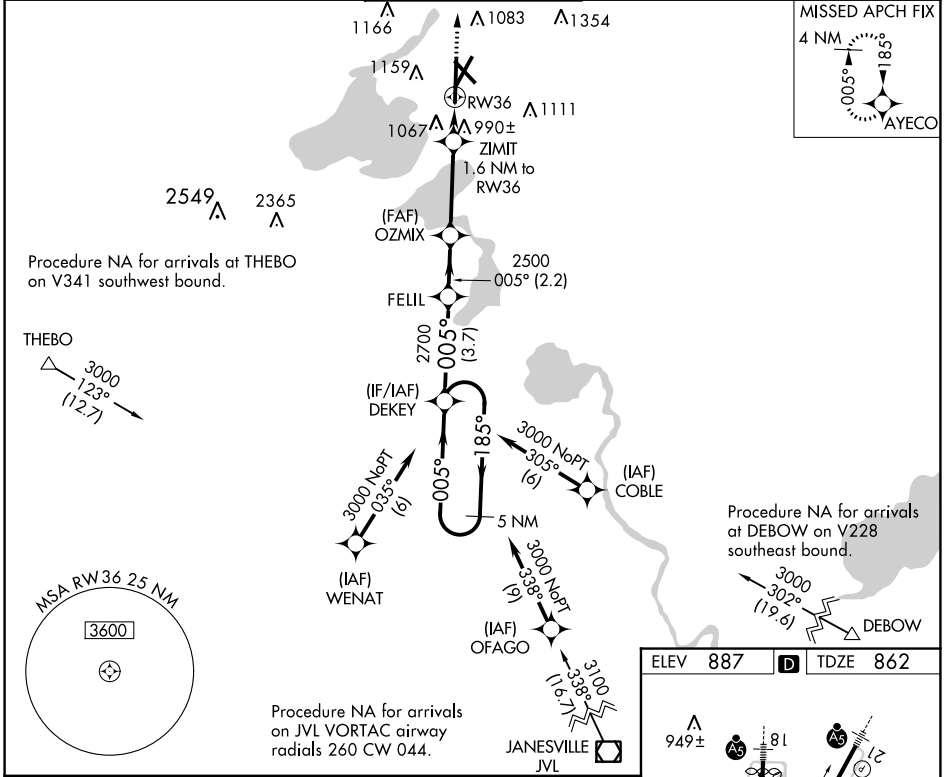 1166
1083
1354
MISSED APCH FIX
4 NM
005°
185°
AYECO
1159
RW36
1111
1067
990±
ZIMIT
1.6 NM to
RW36
2549
2365
(FAF)
OZMIX
Procedure NA for arrivals at THEBO
on V341 southwest bound.
2500
005° (2.2)
FELIL
THEBO
3000
123°
(12.7)
2700
005°
(3.7)
(IF/IAF)
DEKEY
185°
005°
5 NM
3000 NoPT
305°
(6)
(IAF)
COBLE
3000 NoPT
035°
(6)
(IAF)
WENAT
Procedure NA for arrivals
at DEBOW on V228
southeast bound.
3000
302°
(19.6)
DEBOW
3000 NoPT
338°
(9)
(IAF)
OFAGO
MSA RW36 25 NM
3600
3100
338°
(16.7)
Procedure NA for arrivals
on JVL VORTAC airway
radials 260 CW 044.
JANESVILLE
JVL
ELEV 887 D TDZE 862
949±
A5
18
A5
21
P